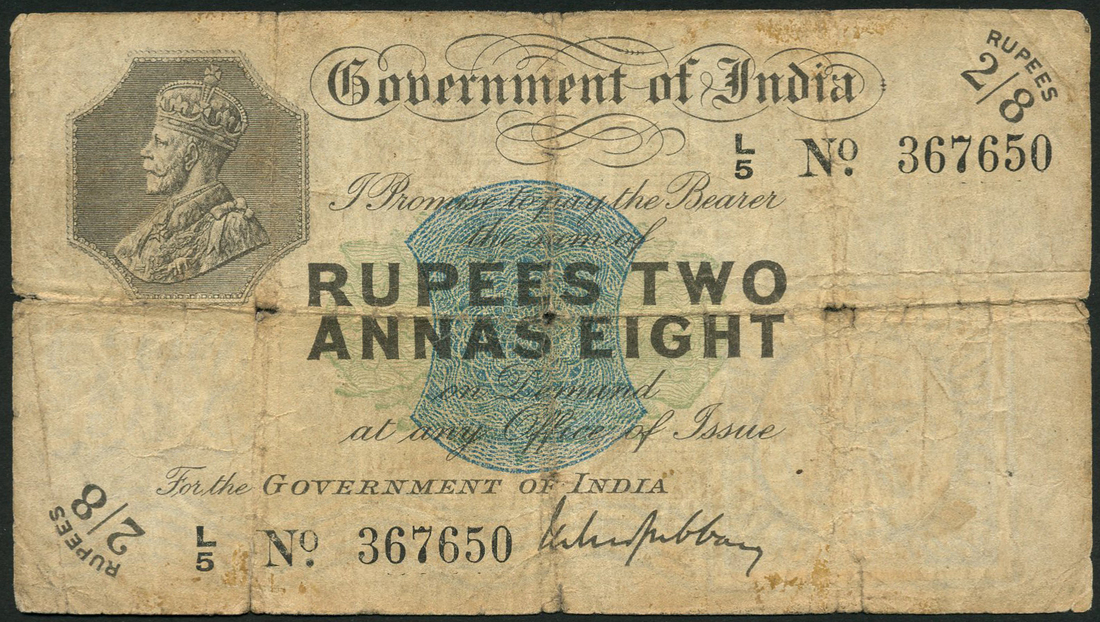 Government of India
RUPEES
2/8
L/5 No. 367650
I Promise to pay the Bearer
the sum of
RUPEES TWO
ANNAS EIGHT
on Demand
at any Office of Issue
For the GOVERNMENT OF INDIA
RUPEES
2/8
L/5 No. 367650